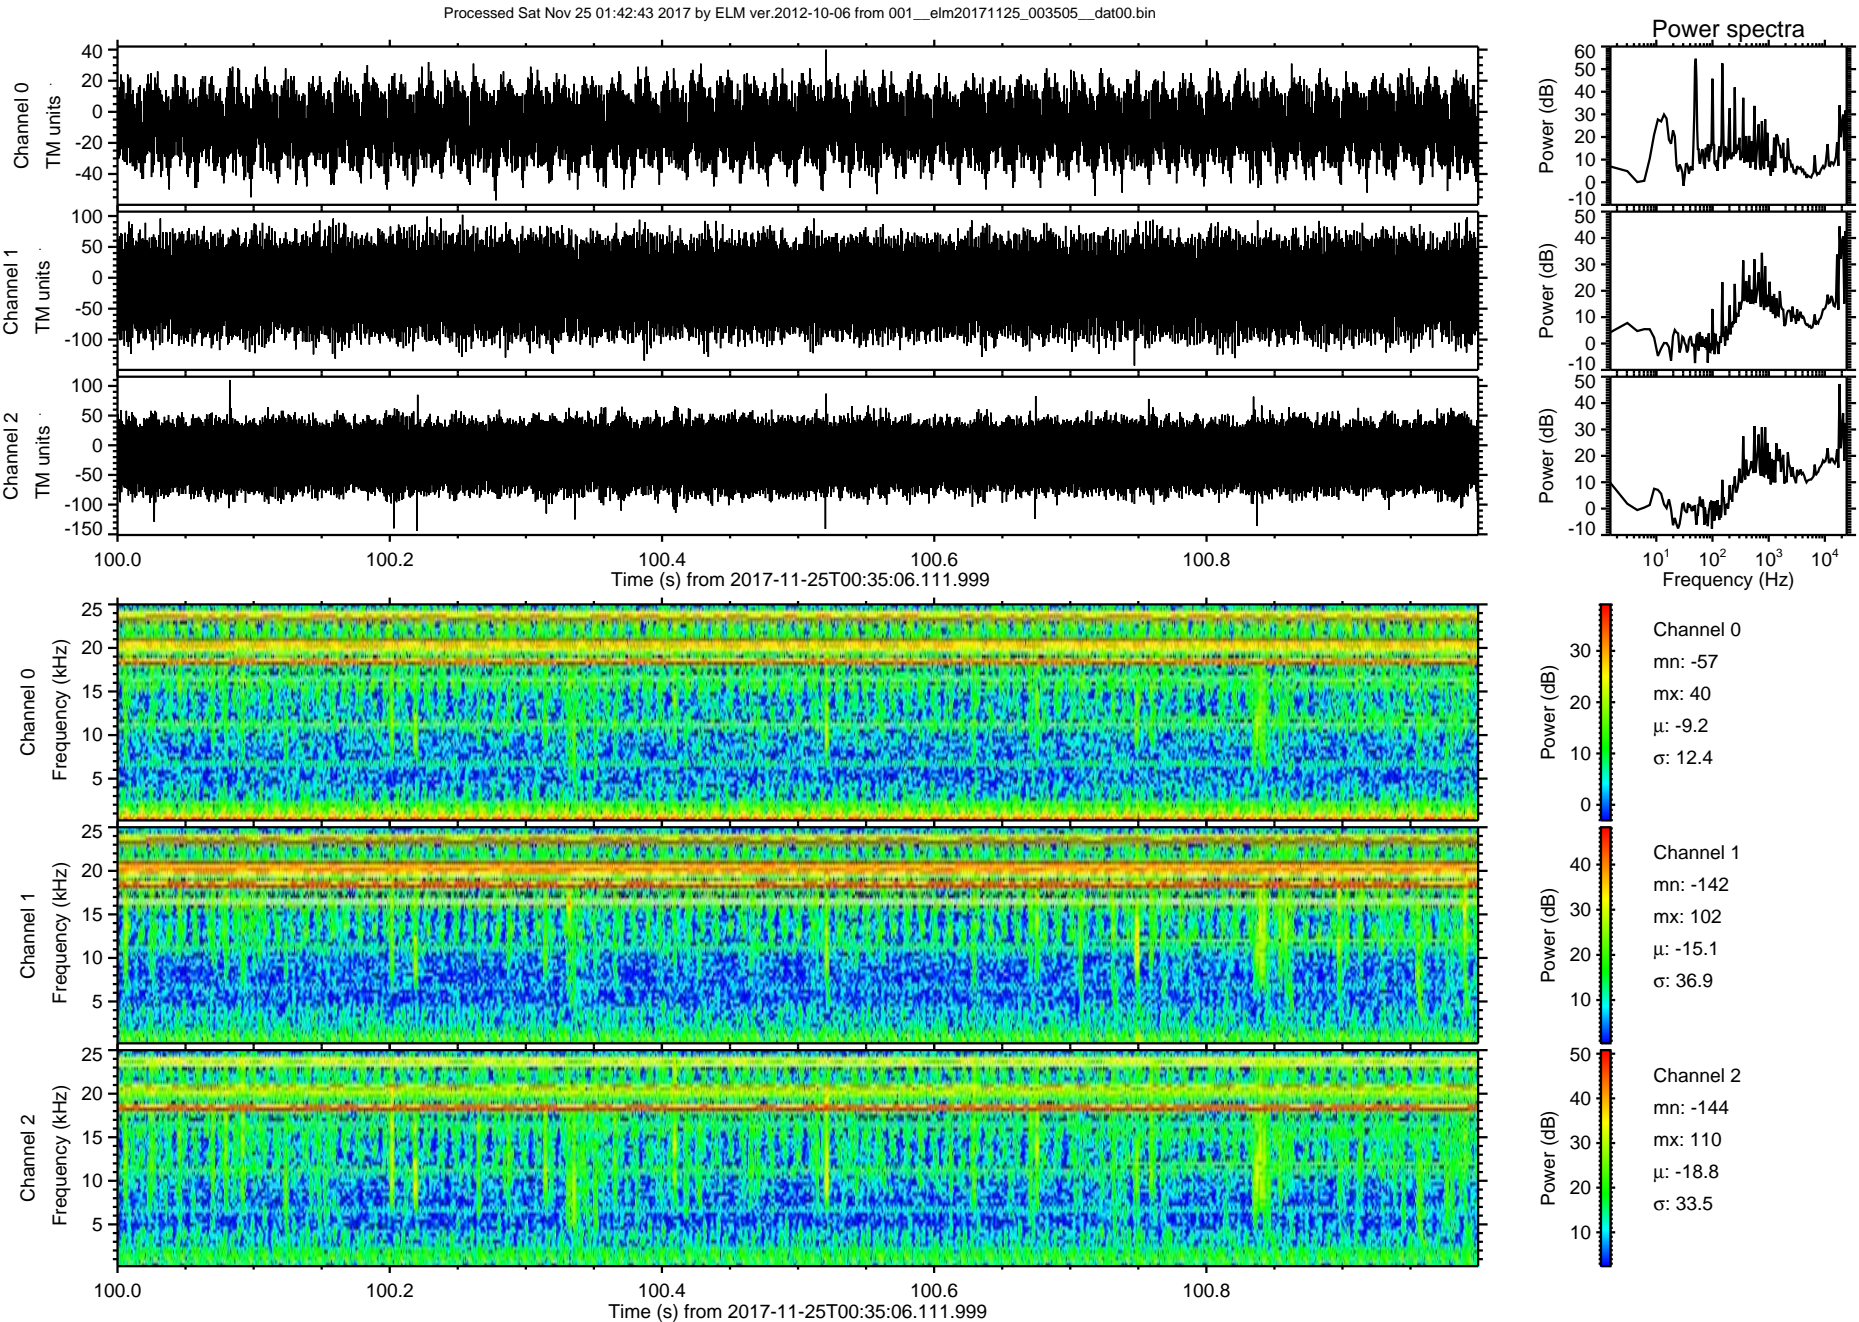 Processed Sat Nov 25 01:42:43 2017 by ELM ver.2012-10-06 from 001__elm20171125_003505__dat00.bin
Power spectra
Channel 0
TM units
40
20
0
-20
-40
Power (dB)
60
50
40
30
20
10
0
-10
Channel 1
TM units
100
50
0
-50
-100
Power (dB)
50
40
30
20
10
0
-10
Channel 2
TM units
100
50
0
-50
-100
-150
Power (dB)
50
40
30
20
10
0
-10
100.0 100.2 100.4 100.6 100.8
Time (s) from 2017-11-25T00:35:06.111.999
10¹ 10² 10³ 10⁴
Frequency (Hz)
Channel 0
Frequency (kHz)
25
20
15
10
5
Power (dB)
30
20
10
0
Channel 0
mn: -57
mx: 40
µ: -9.2
σ: 12.4
Channel 1
Frequency (kHz)
25
20
15
10
5
Power (dB)
40
30
20
10
Channel 1
mn: -142
mx: 102
µ: -15.1
σ: 36.9
Channel 2
Frequency (kHz)
25
20
15
10
5
Power (dB)
50
40
30
20
10
Channel 2
mn: -144
mx: 110
µ: -18.8
σ: 33.5
100.0 100.2 100.4 100.6 100.8
Time (s) from 2017-11-25T00:35:06.111.999